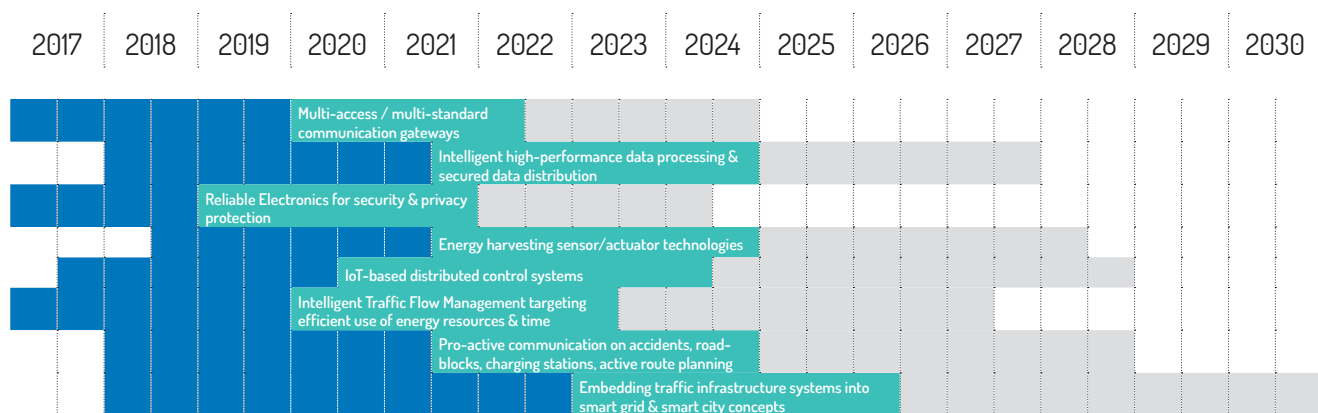 2017 2018 2019 2020 2021 2022 2023 2024 2025 2026 2027 2028 2029 2030
Multi-access / multi-standard
communication gateways
Intelligent high-performance data processing &
secured data distribution
Reliable Electronics for security & privacy
protection
Energy harvesting sensor/actuator technologies
IoT-based distributed control systems
Intelligent Traffic Flow Management targeting
efficient use of energy resources & time
Pro-active communication on accidents, road-
blocks, charging stations, active route planning
Embedding traffic infrastructure systems into
smart grid & smart city concepts